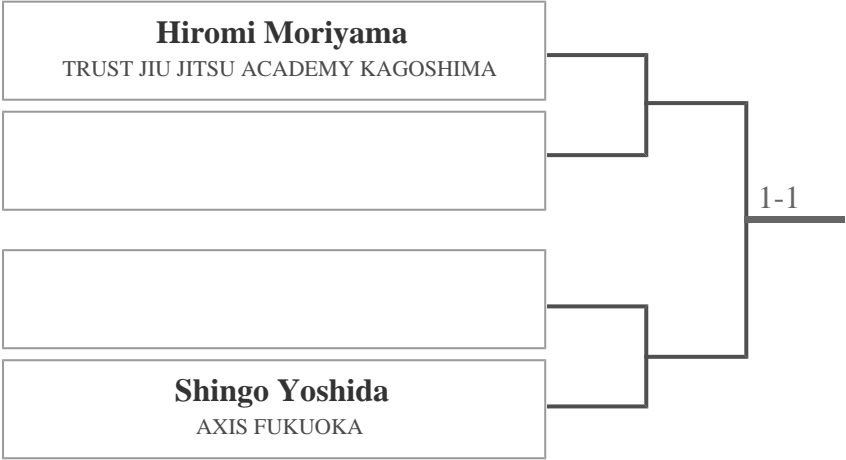 Hiromi Moriyama
TRUST JIU JITSU ACADEMY KAGOSHIMA
1-1
Shingo Yoshida
AXIS FUKUOKA